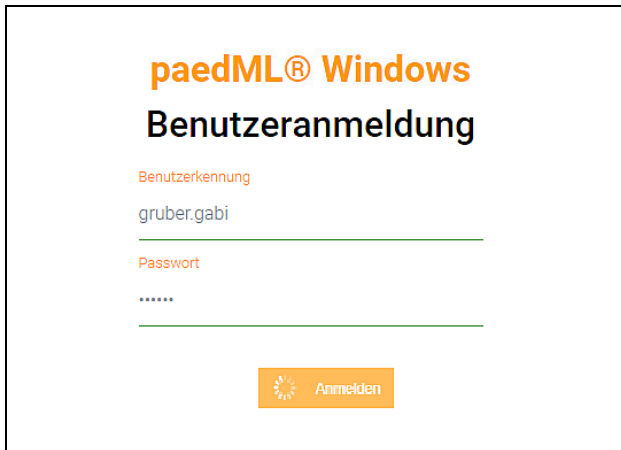 paedML® Windows
Benutzeranmeldung
Benutzerkennung
gruber.gabi
Passwort
••••••
Anmelden